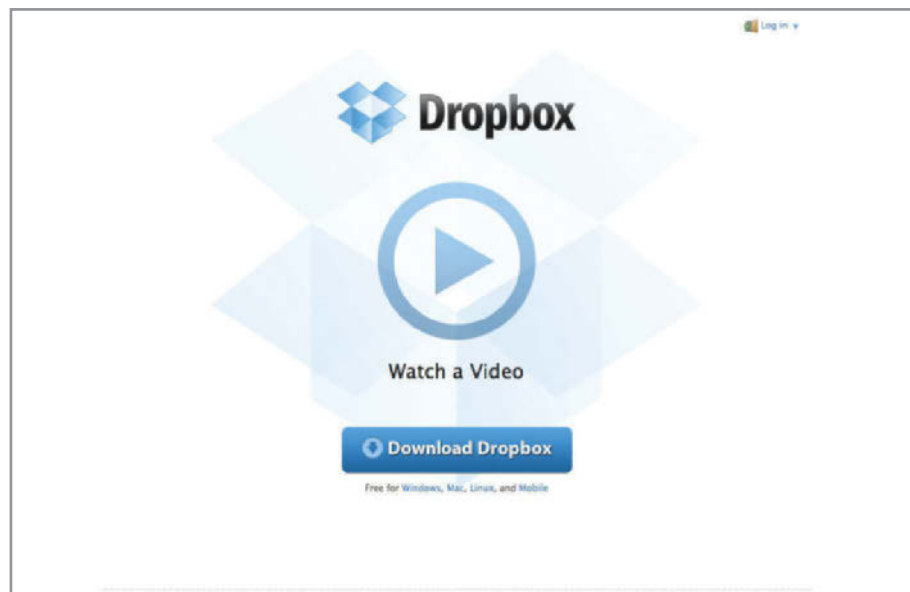 Log in
Dropbox
Watch a Video
Download Dropbox
Free for Windows, Mac, Linux, and Mobile